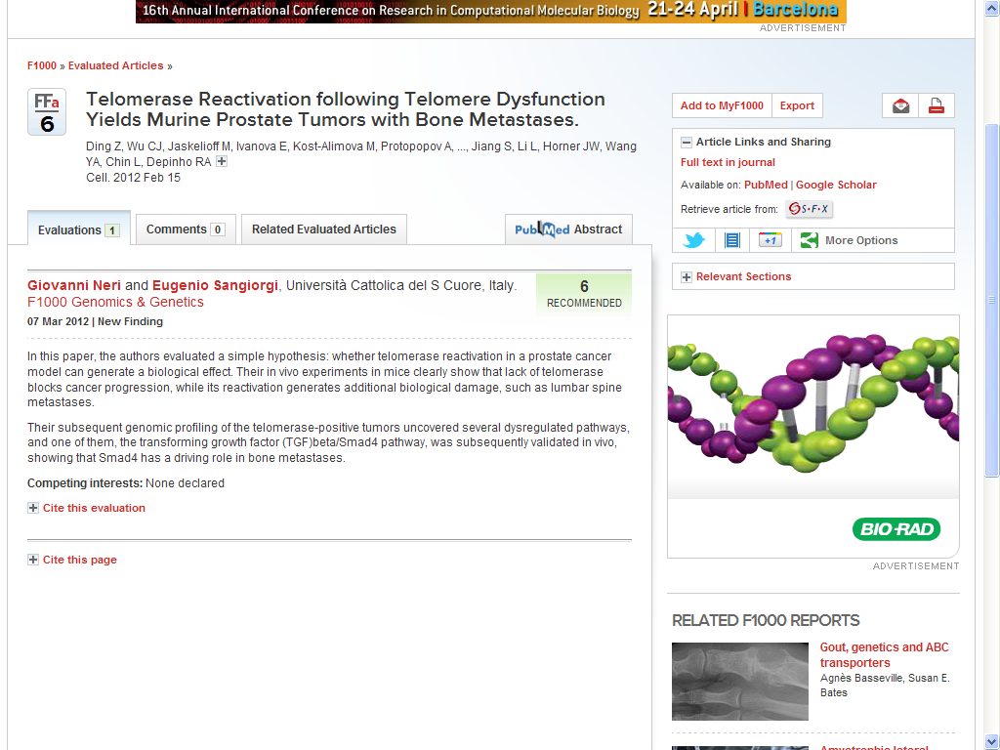 16th Annual International Conference on Research in Computational Molecular Biology 21-24 April | Barcelona
ADVERTISEMENT
F1000 » Evaluated Articles »
FFa
6
Telomerase Reactivation following Telomere Dysfunction
Yields Murine Prostate Tumors with Bone Metastases.
Ding Z, Wu CJ, Jaskelioff M, Ivanova E, Kost-Alimova M, Protopopov A, ..., Jiang S, Li L, Horner JW, Wang
YA, Chin L, Depinho RA
Cell. 2012 Feb 15
Evaluations 1
Comments 0
Related Evaluated Articles
PubMed Abstract
Giovanni Neri and Eugenio Sangiorgi, Università Cattolica del S Cuore, Italy.
F1000 Genomics & Genetics
07 Mar 2012 | New Finding
6
RECOMMENDED
In this paper, the authors evaluated a simple hypothesis: whether telomerase reactivation in a prostate cancer
model can generate a biological effect. Their in vivo experiments in mice clearly show that lack of telomerase
blocks cancer progression, while its reactivation generates additional biological damage, such as lumbar spine
metastases.
Their subsequent genomic profiling of the telomerase-positive tumors uncovered several dysregulated pathways,
and one of them, the transforming growth factor (TGF)beta/Smad4 pathway, was subsequently validated in vivo,
showing that Smad4 has a driving role in bone metastases.
Competing interests: None declared
Cite this evaluation
Cite this page
Add to MyF1000
Export
Article Links and Sharing
Full text in journal
Available on: PubMed | Google Scholar
Retrieve article from: S·F·X
+1
More Options
Relevant Sections
BIO-RAD
ADVERTISEMENT
RELATED F1000 REPORTS
Gout, genetics and ABC
transporters
Agnès Basseville, Susan E.
Bates
Amyotrophic lateral